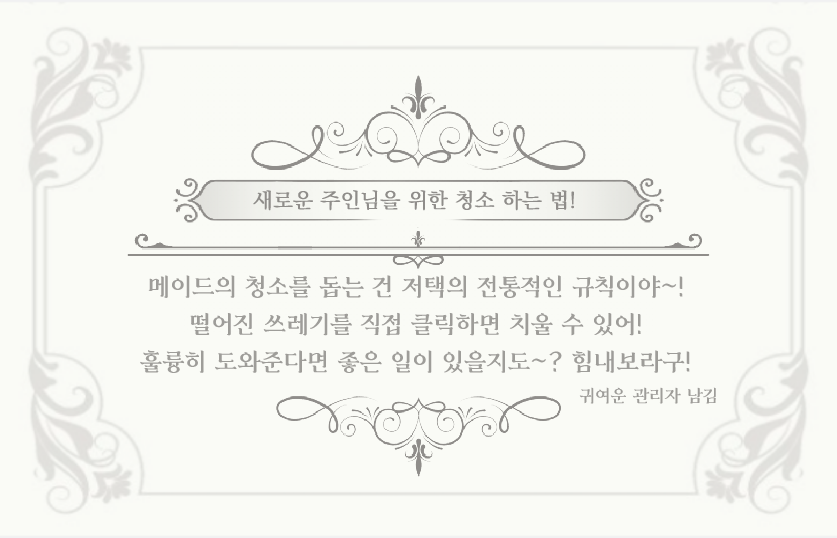 새로운 주인님을 위한 청소 하는 법!
메이드의 청소를 돕는 건 저택의 전통적인 규칙이야~!
떨어진 쓰레기를 직접 클릭하면 치울 수 있어!
훌륭히 도와준다면 좋은 일이 있을지도~? 힘내보라구!
귀여운 관리자 남김